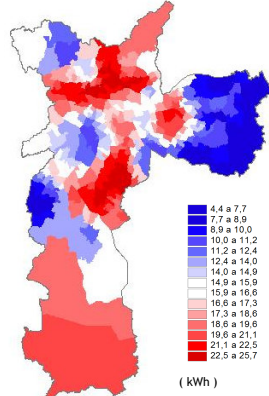 4,4 a 7,7
7,7 a 8,9
8,9 a 10,0
10,0 a 11,2
11,2 a 12,4
12,4 a 14,0
14,0 a 14,9
14,9 a 15,9
15,9 a 16,6
16,6 a 17,3
17,3 a 18,6
18,6 a 19,6
19,6 a 21,1
21,1 a 22,5
22,5 a 25,7
( kWh )